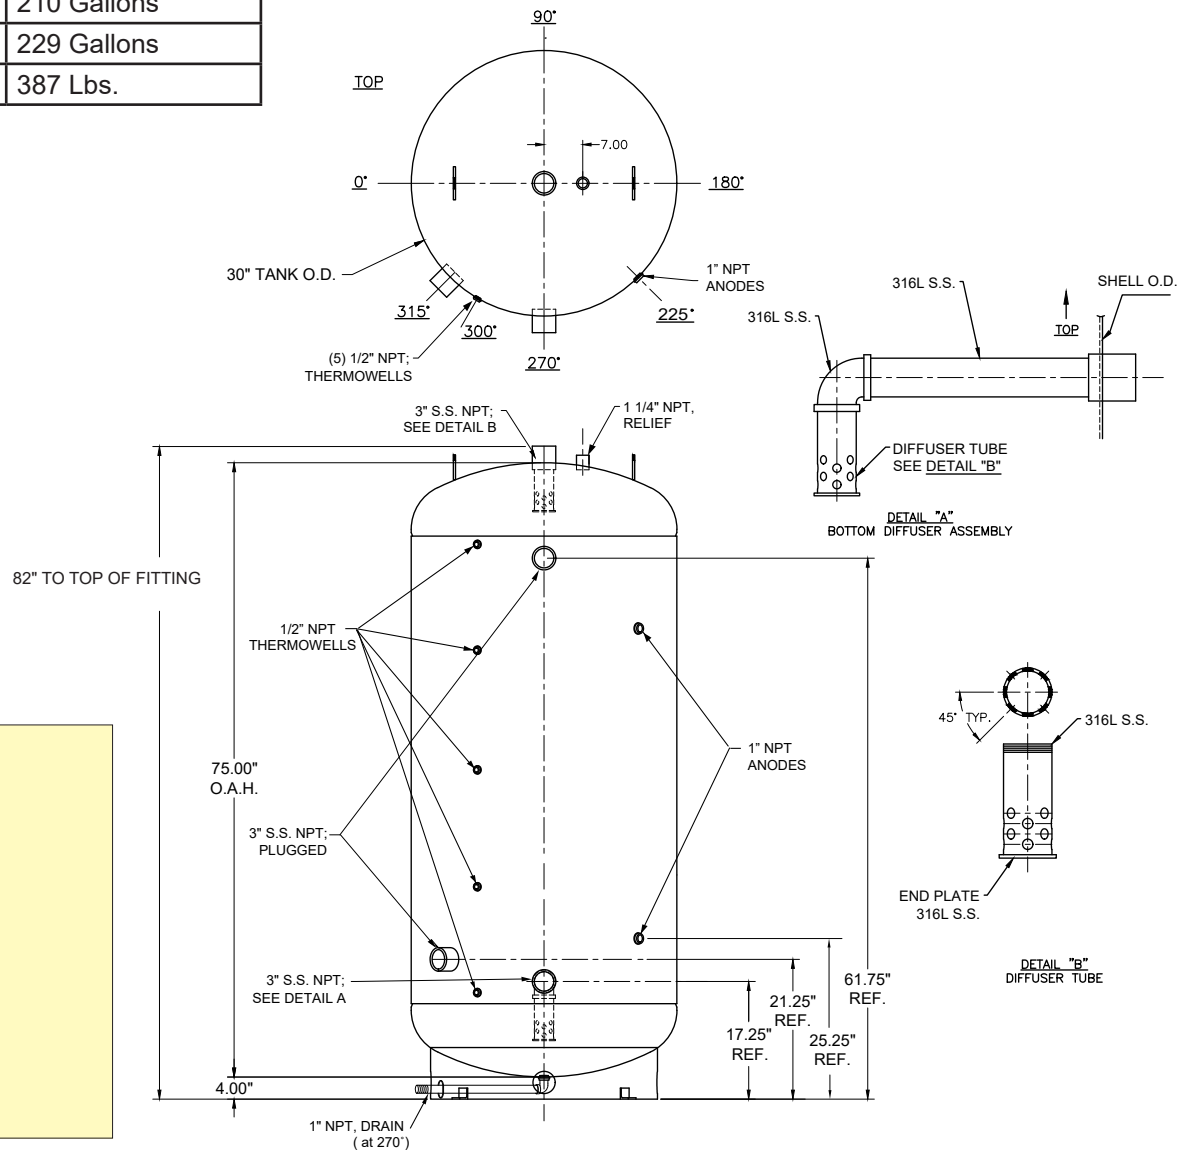 210 Gallons
229 Gallons
387 Lbs.
90°
TOP
7.00
0°
180°
30" TANK O.D.
1" NPT
ANODES
315°
300°
225°
270°
(5) 1/2" NPT;
THERMOWELLS
316L S.S.
SHELL O.D.
316L S.S.
TOP
DIFFUSER TUBE
SEE DETAIL "B"
DETAIL "A"
BOTTOM DIFFUSER ASSEMBLY
3" S.S. NPT;
SEE DETAIL B
1 1/4" NPT,
RELIEF
82" TO TOP OF FITTING
1/2" NPT
THERMOWELLS
1" NPT
ANODES
75.00"
O.A.H.
3" S.S. NPT;
PLUGGED
3" S.S. NPT;
SEE DETAIL A
17.25"
REF.
21.25"
REF.
25.25"
REF.
61.75"
REF.
4.00"
1" NPT, DRAIN
( at 270°)
45° TYP.
316L S.S.
END PLATE
316L S.S.
DETAIL "B"
DIFFUSER TUBE